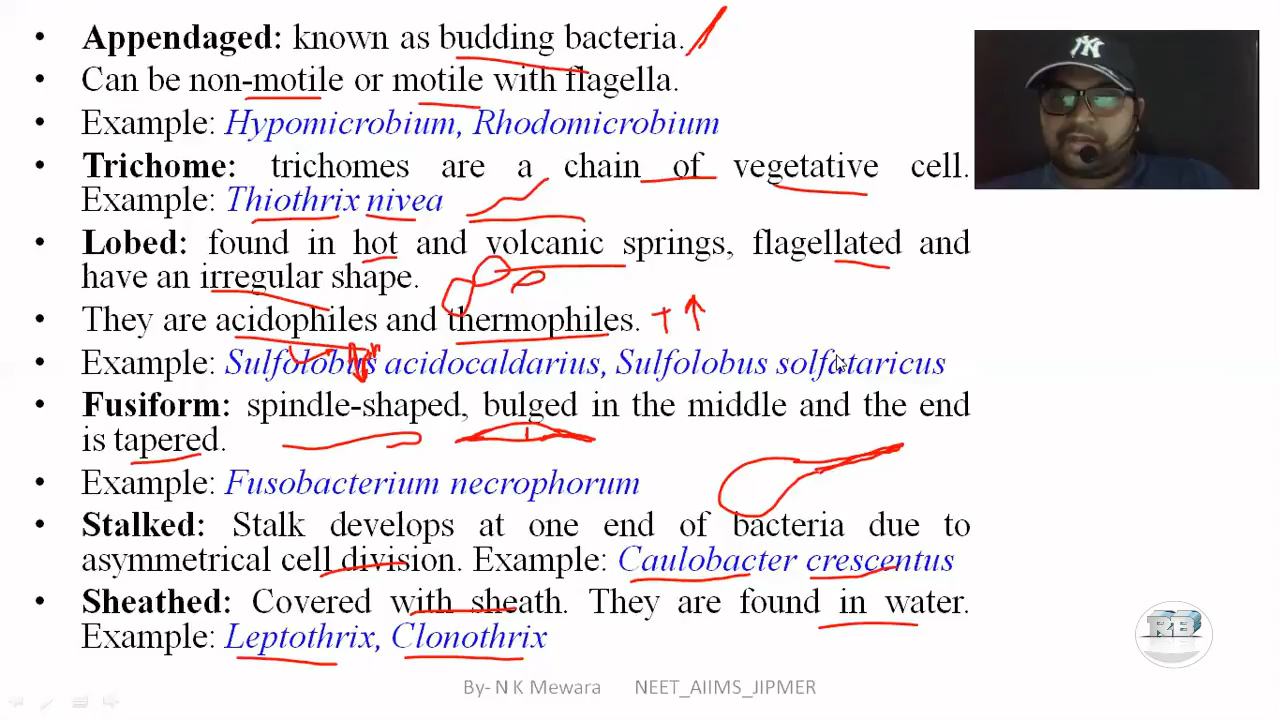 • Appendaged: known as budding bacteria.
• Can be non-motile or motile with flagella.
• Example: Hypomicrobium, Rhodomicrobium
• Trichome: trichomes are a chain of vegetative cell.
Example: Thiothrix nivea
• Lobed: found in hot and volcanic springs, flagellated and
have an irregular shape.
• They are acidophiles and thermophiles. + ↑
• Example: Sulfolobus acidocaldarius, Sulfolobus solfataricus
• Fusiform: spindle-shaped, bulged in the middle and the end
is tapered.
• Example: Fusobacterium necrophorum
• Stalked: Stalk develops at one end of bacteria due to
asymmetrical cell division. Example: Caulobacter crescentus
• Sheathed: Covered with sheath. They are found in water.
Example: Leptothrix, Clonothrix
By- N K Mewara NEET_AIIMS_JIPMER
NY
RB